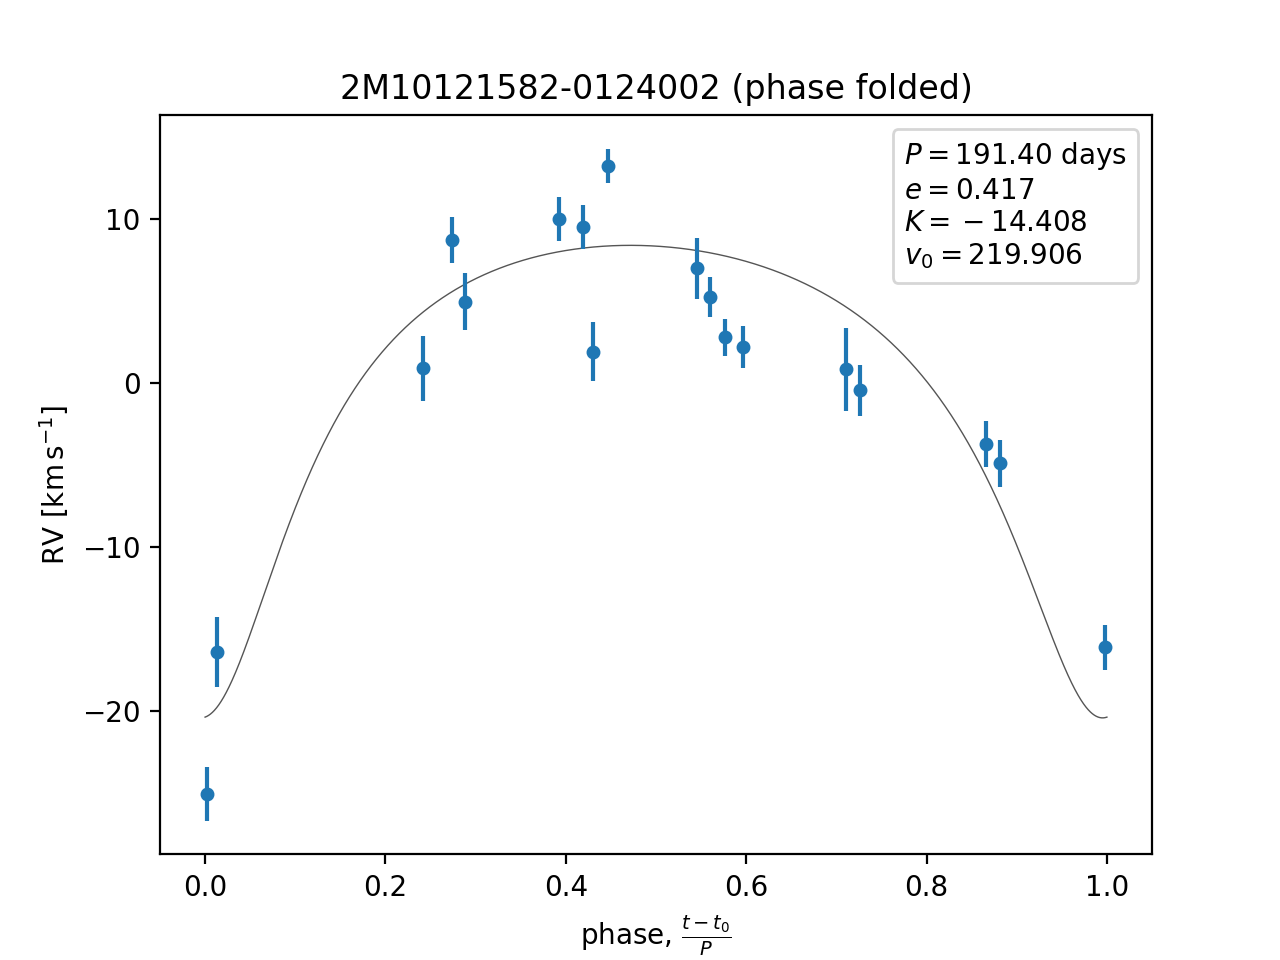 2M10121582-0124002 (phase folded)
P = 191.40 days
e = 0.417
K = −14.408
v₀ = 219.906
10
0
−10
−20
RV [km s⁻¹]
0.0 0.2 0.4 0.6 0.8 1.0
phase, (t − t₀)/P